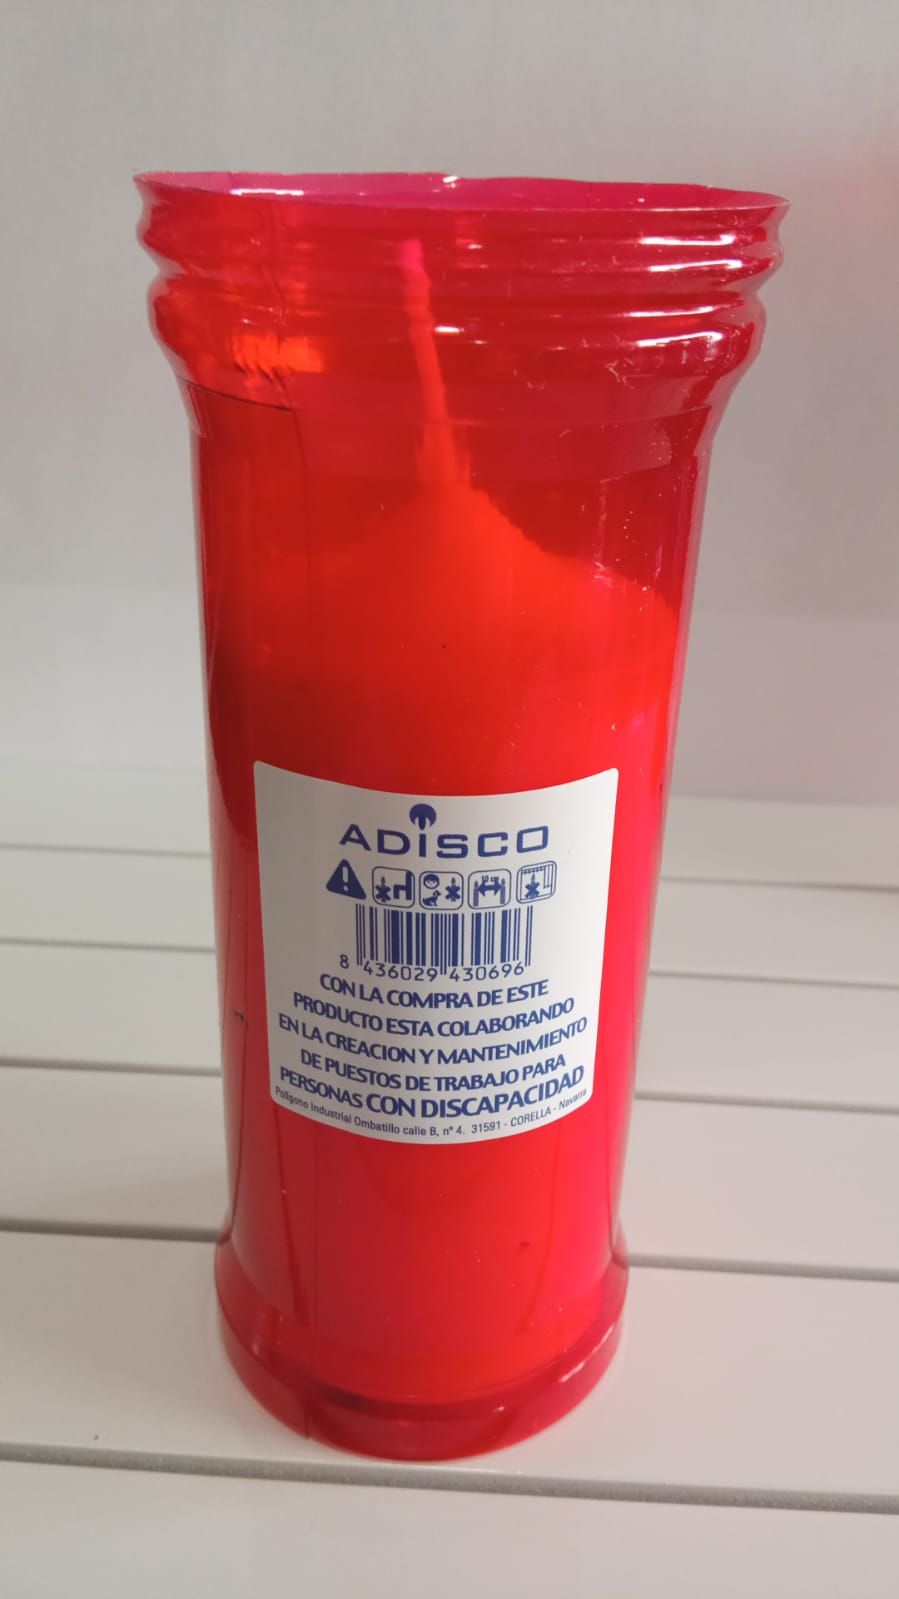 ADISCO
8 436029 430696
CON LA COMPRA DE ESTE
PRODUCTO ESTA COLABORANDO
EN LA CREACION Y MANTENIMIENTO
DE PUESTOS DE TRABAJO PARA
PERSONAS CON DISCAPACIDAD
Polígono Industrial Ombatillo calle B, nº 4. 31591 - CORELLA - Navarra